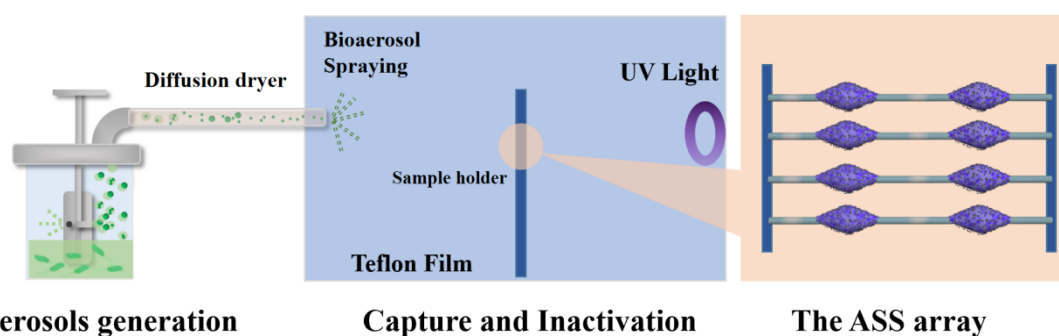 Diffusion dryer
Bioaerosol
Spraying
UV Light
Sample holder
Teflon Film
erosols generation
Capture and Inactivation
The ASS array